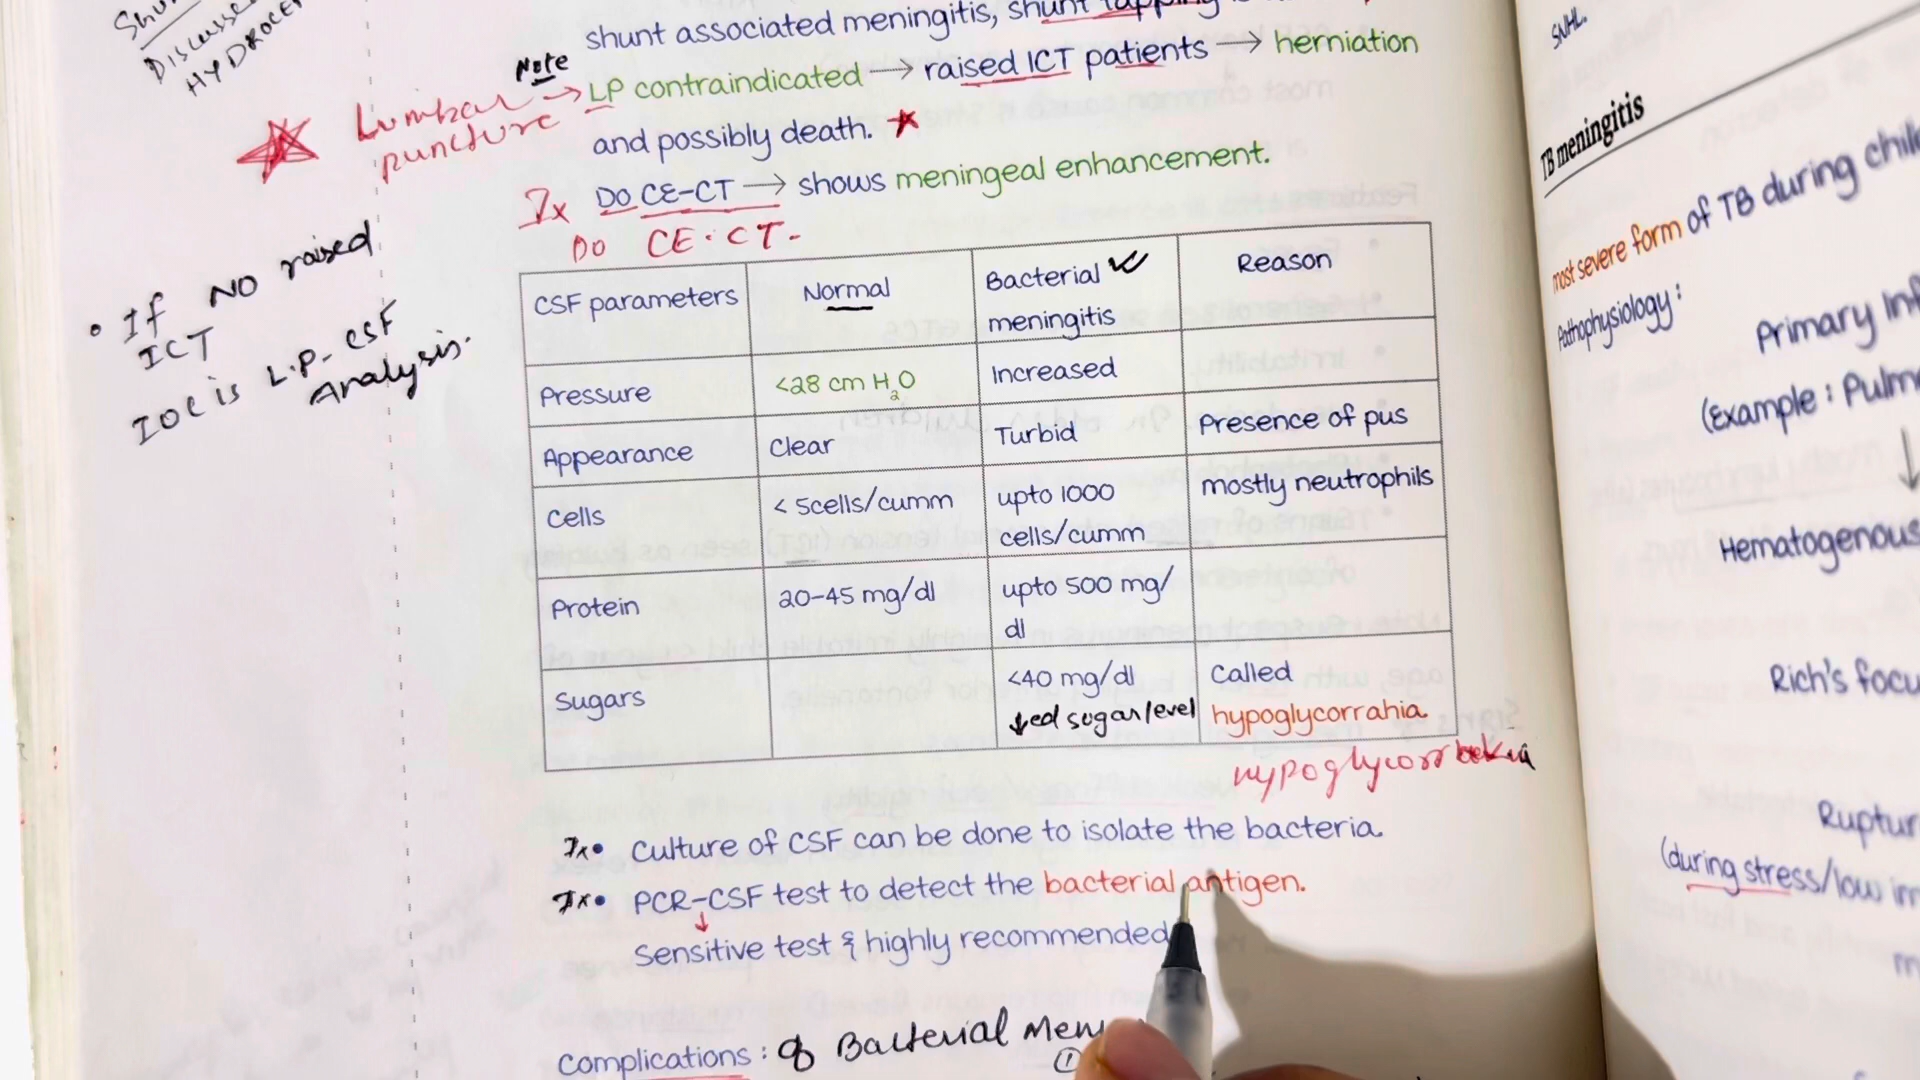 Discusse
HYDROCE
shunt associated meningitis, shunt tapping
Note
Lumbar puncture → LP contraindicated → raised ICT patients → herniation
and possibly death.
Ix Do CE-CT → shows meningeal enhancement.
DO CE.CT-
• If NO raised
ICT
IOC is L.P- CSF
Analysis.
CSF parameters Normal Bacterial meningitis Reason
Pressure <28 cm H2O Increased
Appearance Clear Turbid Presence of pus
Cells < 5cells/cumm upto 1000 cells/cumm mostly neutrophils
Protein 20-45 mg/dl upto 500 mg/dl
Sugars <40 mg/dl ↓ed sugar level Called hypoglycorrahia
Ix• Culture of CSF can be done to isolate the bacteria.
Ix• PCR-CSF test to detect the bacterial antigen.
↓
Sensitive test & highly recommended
Complications : of Bacterial Men
①
SNHL.
TB meningitis
most severe form of TB during chil
Pathophysiology :
Primary Inf
(Example : Pulm
↓
Hematogenous
Rich's focu
Ruptur
(during stress/low im